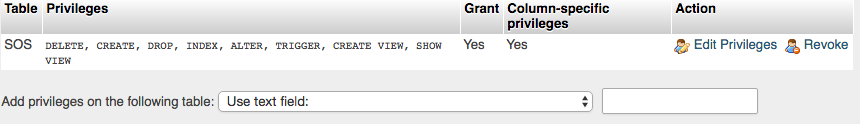 Table Privileges Grant Column-specific privileges Action
SOS DELETE, CREATE, DROP, INDEX, ALTER, TRIGGER, CREATE VIEW, SHOW VIEW Yes Yes Edit Privileges Revoke
Add privileges on the following table: Use text field: